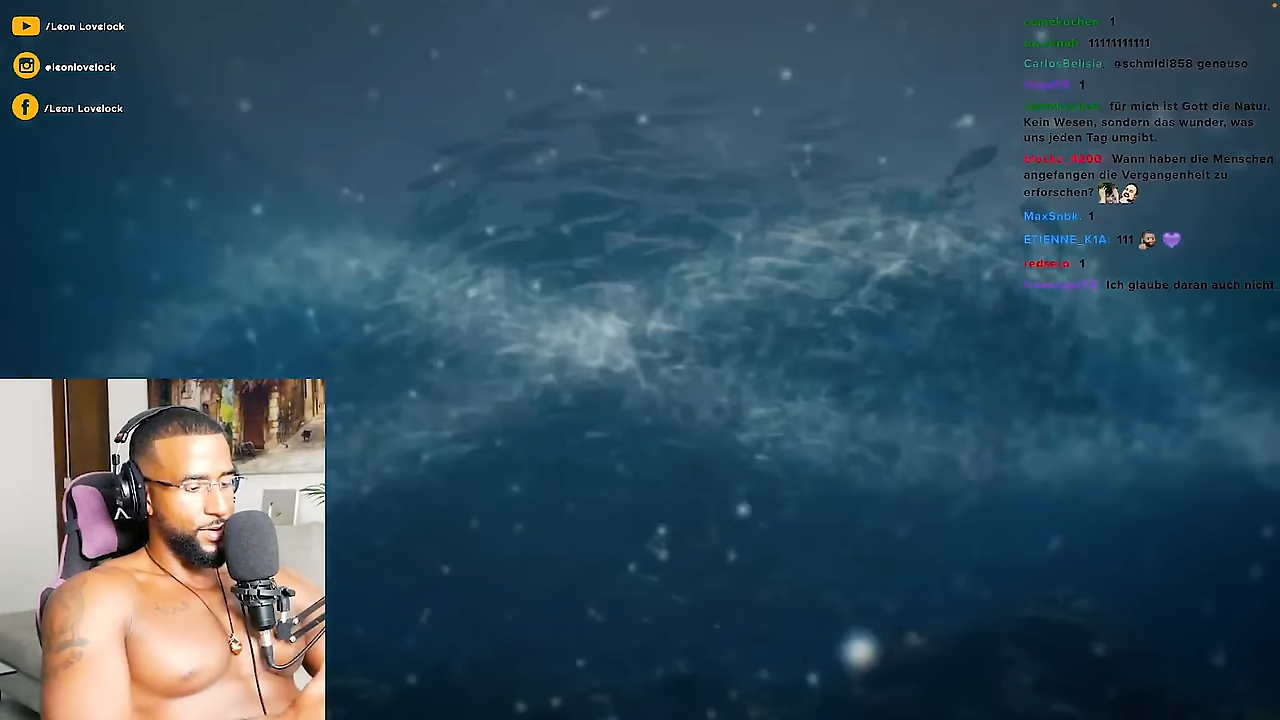 /Leon Lovelock
@leonlovelock
/Leon Lovelock
1
11111111111
CarlosBelisia: @schmidi858 genauso
1
für mich ist Gott die Natur.
Kein Wesen, sondern das wunder, was
uns jeden Tag umgibt.
Wann haben die Menschen
angefangen die Vergangenheit zu
erforschen?
MaxSnbk: 1
ETIENNE_K1A: 111
1
Ich glaube daran auch nicht